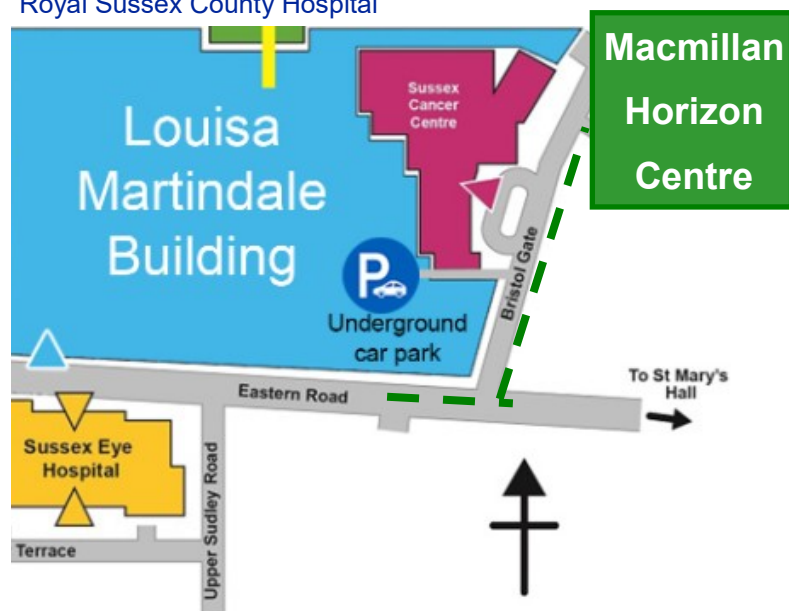 Royal Sussex County Hospital
Macmillan
Horizon
Centre
Sussex
Cancer
Centre
Louisa
Martindale
Building
P
Underground
car park
Bristol Gate
To St Mary's
Hall
Eastern Road
Sussex Eye
Hospital
Upper Sudley Road
Terrace